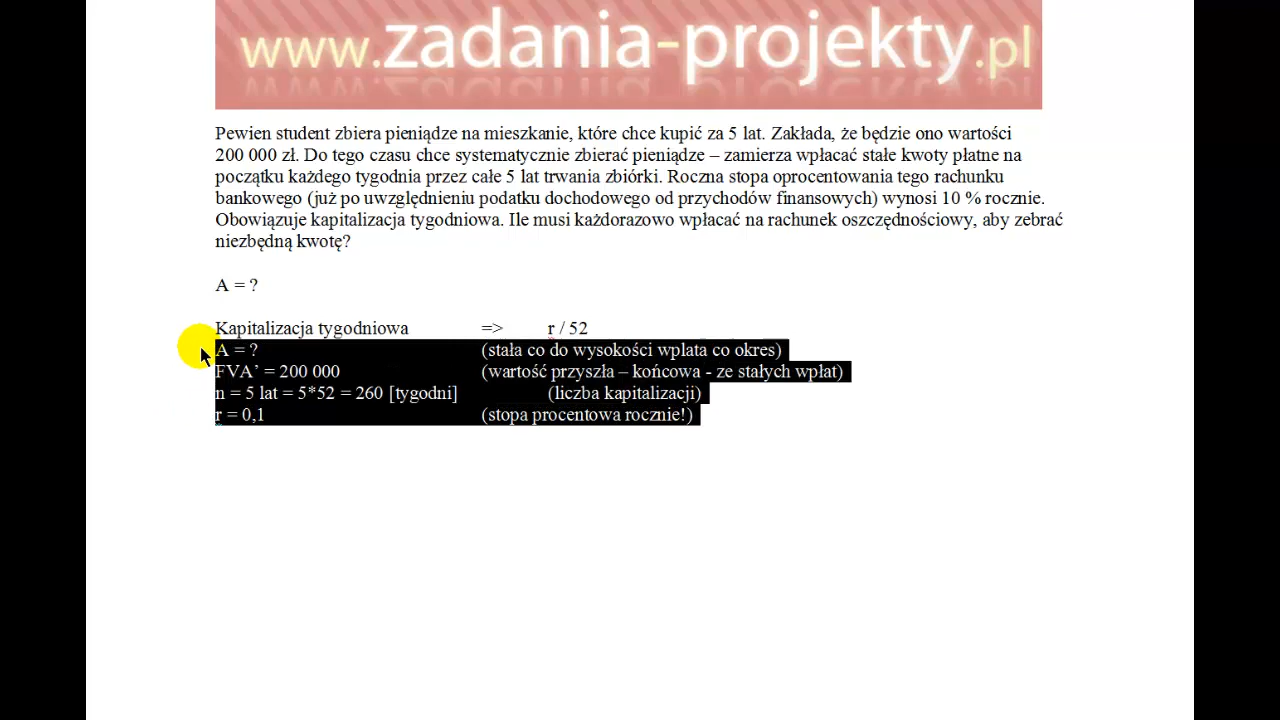 www.zadania-projekty.pl
Pewien student zbiera pieniądze na mieszkanie, które chce kupić za 5 lat. Zakłada, że będzie ono wartości
200 000 zł. Do tego czasu chce systematycznie zbierać pieniądze – zamierza wpłacać stałe kwoty płatne na
początku każdego tygodnia przez całe 5 lat trwania zbiórki. Roczna stopa oprocentowania tego rachunku
bankowego (już po uwzględnieniu podatku dochodowego od przychodów finansowych) wynosi 10 % rocznie.
Obowiązuje kapitalizacja tygodniowa. Ile musi każdorazowo wpłacać na rachunek oszczędnościowy, aby zebrać
niezbędną kwotę?
A = ?
Kapitalizacja tygodniowa => r / 52
A = ? (stała co do wysokości wplata co okres)
FVA’ = 200 000 (wartość przyszła – końcowa - ze stałych wpłat)
n = 5 lat = 5*52 = 260 [tygodni] (liczba kapitalizacji)
r = 0,1 (stopa procentowa rocznie!)